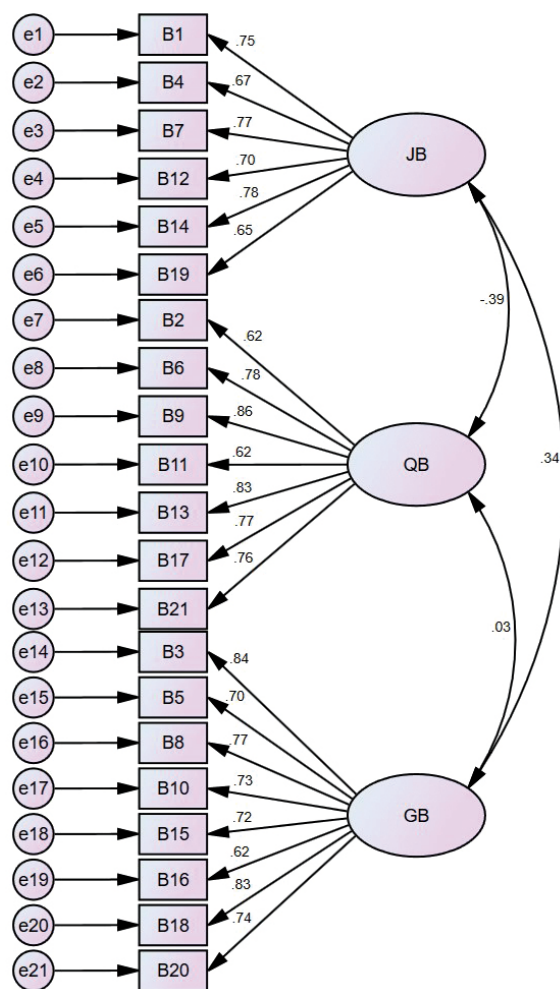 e1 B1 .75
e2 B4 .67
e3 B7 .77 JB
e4 B12 .70
e5 B14 .78
e6 B19 .65
e7 B2 -.39
e8 B6 .62
e9 B9 .78
e10 B11 .86 QB .34
e11 B13 .62
e12 B17 .83
e13 B21 .77
e14 B3 .76 .03
e15 B5 .84
e16 B8 .70
e17 B10 .77
e18 B15 .73 GB
e19 B16 .72
e20 B18 .62
e21 B20 .83
.74